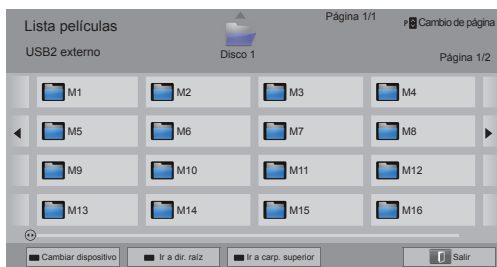 Lista películas
Página 1/1
P Cambio de página
USB2 externo
Disco 1
Página 1/2
M1 M2 M3 M4
M5 M6 M7 M8
M9 M10 M11 M12
M13 M14 M15 M16
Cambiar dispositivo Ir a dir. raíz Ir a carp. superior Salir